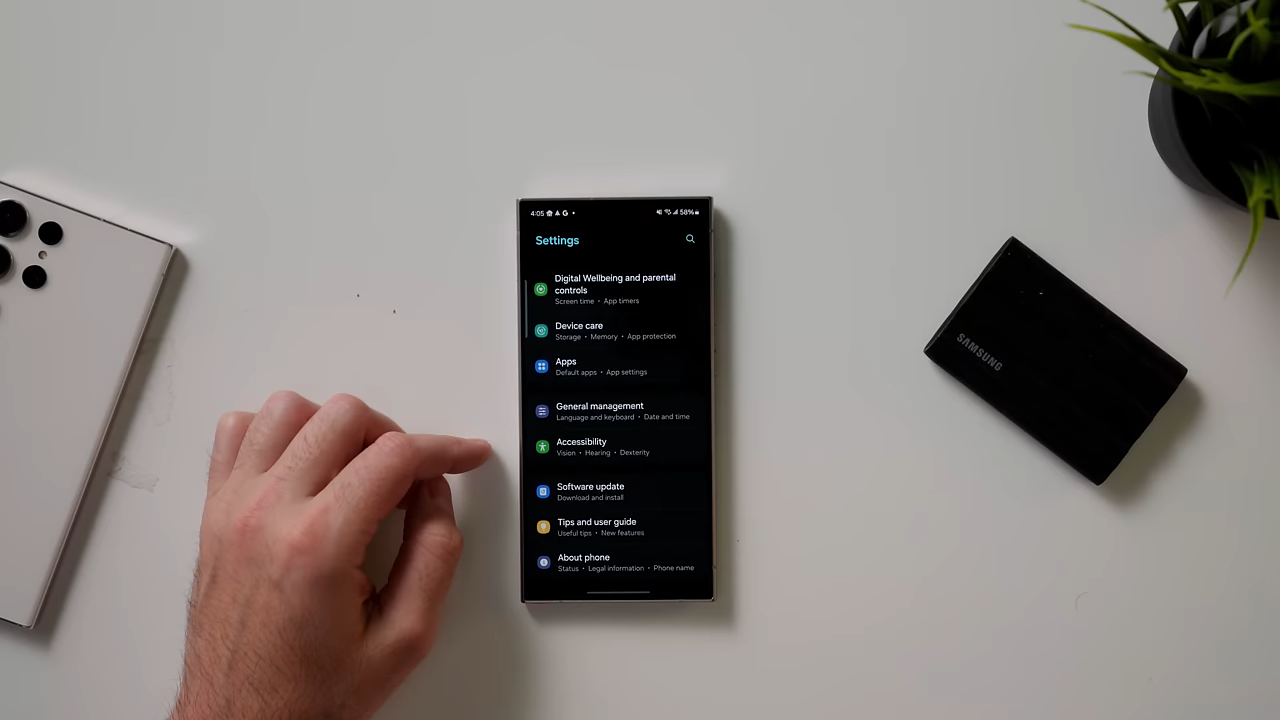 4:05 G 58%
Settings
Digital Wellbeing and parental
controls
Screen time • App timers
Device care
Storage • Memory • App protection
Apps
Default apps • App settings
General management
Language and keyboard • Date and time
Accessibility
Vision • Hearing • Dexterity
Software update
Download and install
Tips and user guide
Useful tips • New features
About phone
Status • Legal information • Phone name
SAMSUNG